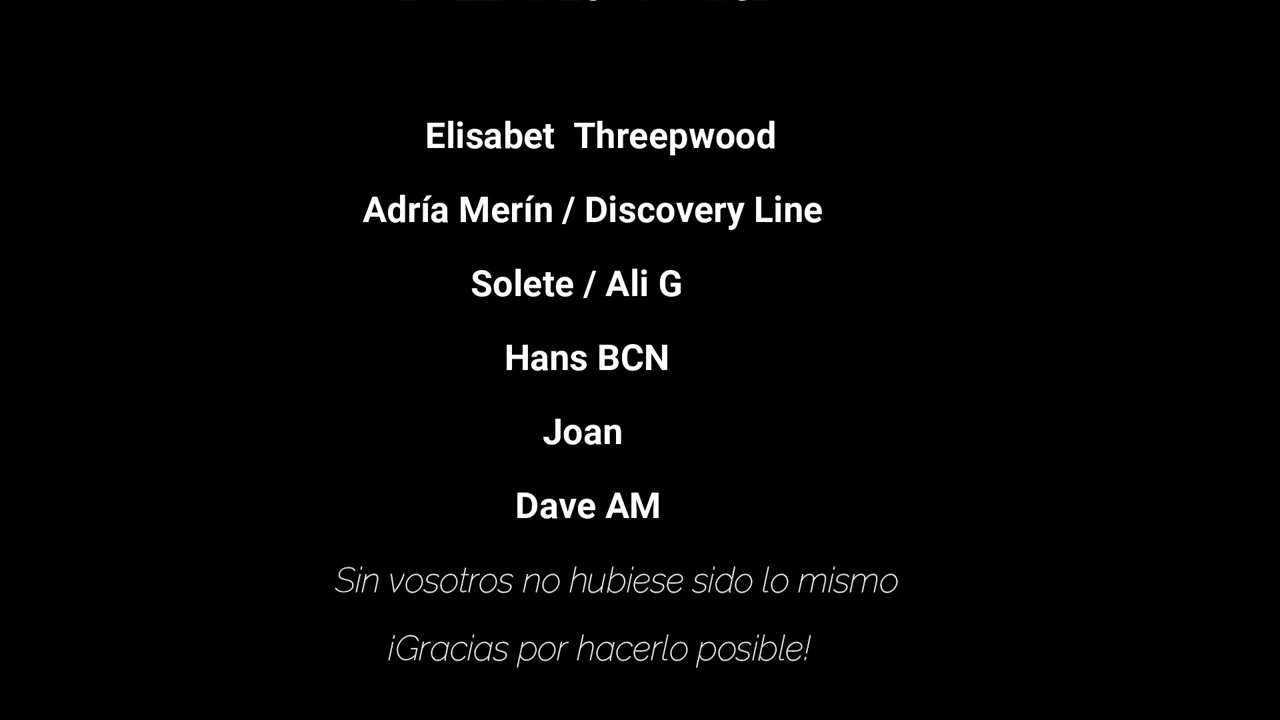 Elisabet  Threepwood
Adría Merín / Discovery Line
Solete / Ali G
Hans BCN
Joan
Dave AM
Sin vosotros no hubiese sido lo mismo
¡Gracias por hacerlo posible!